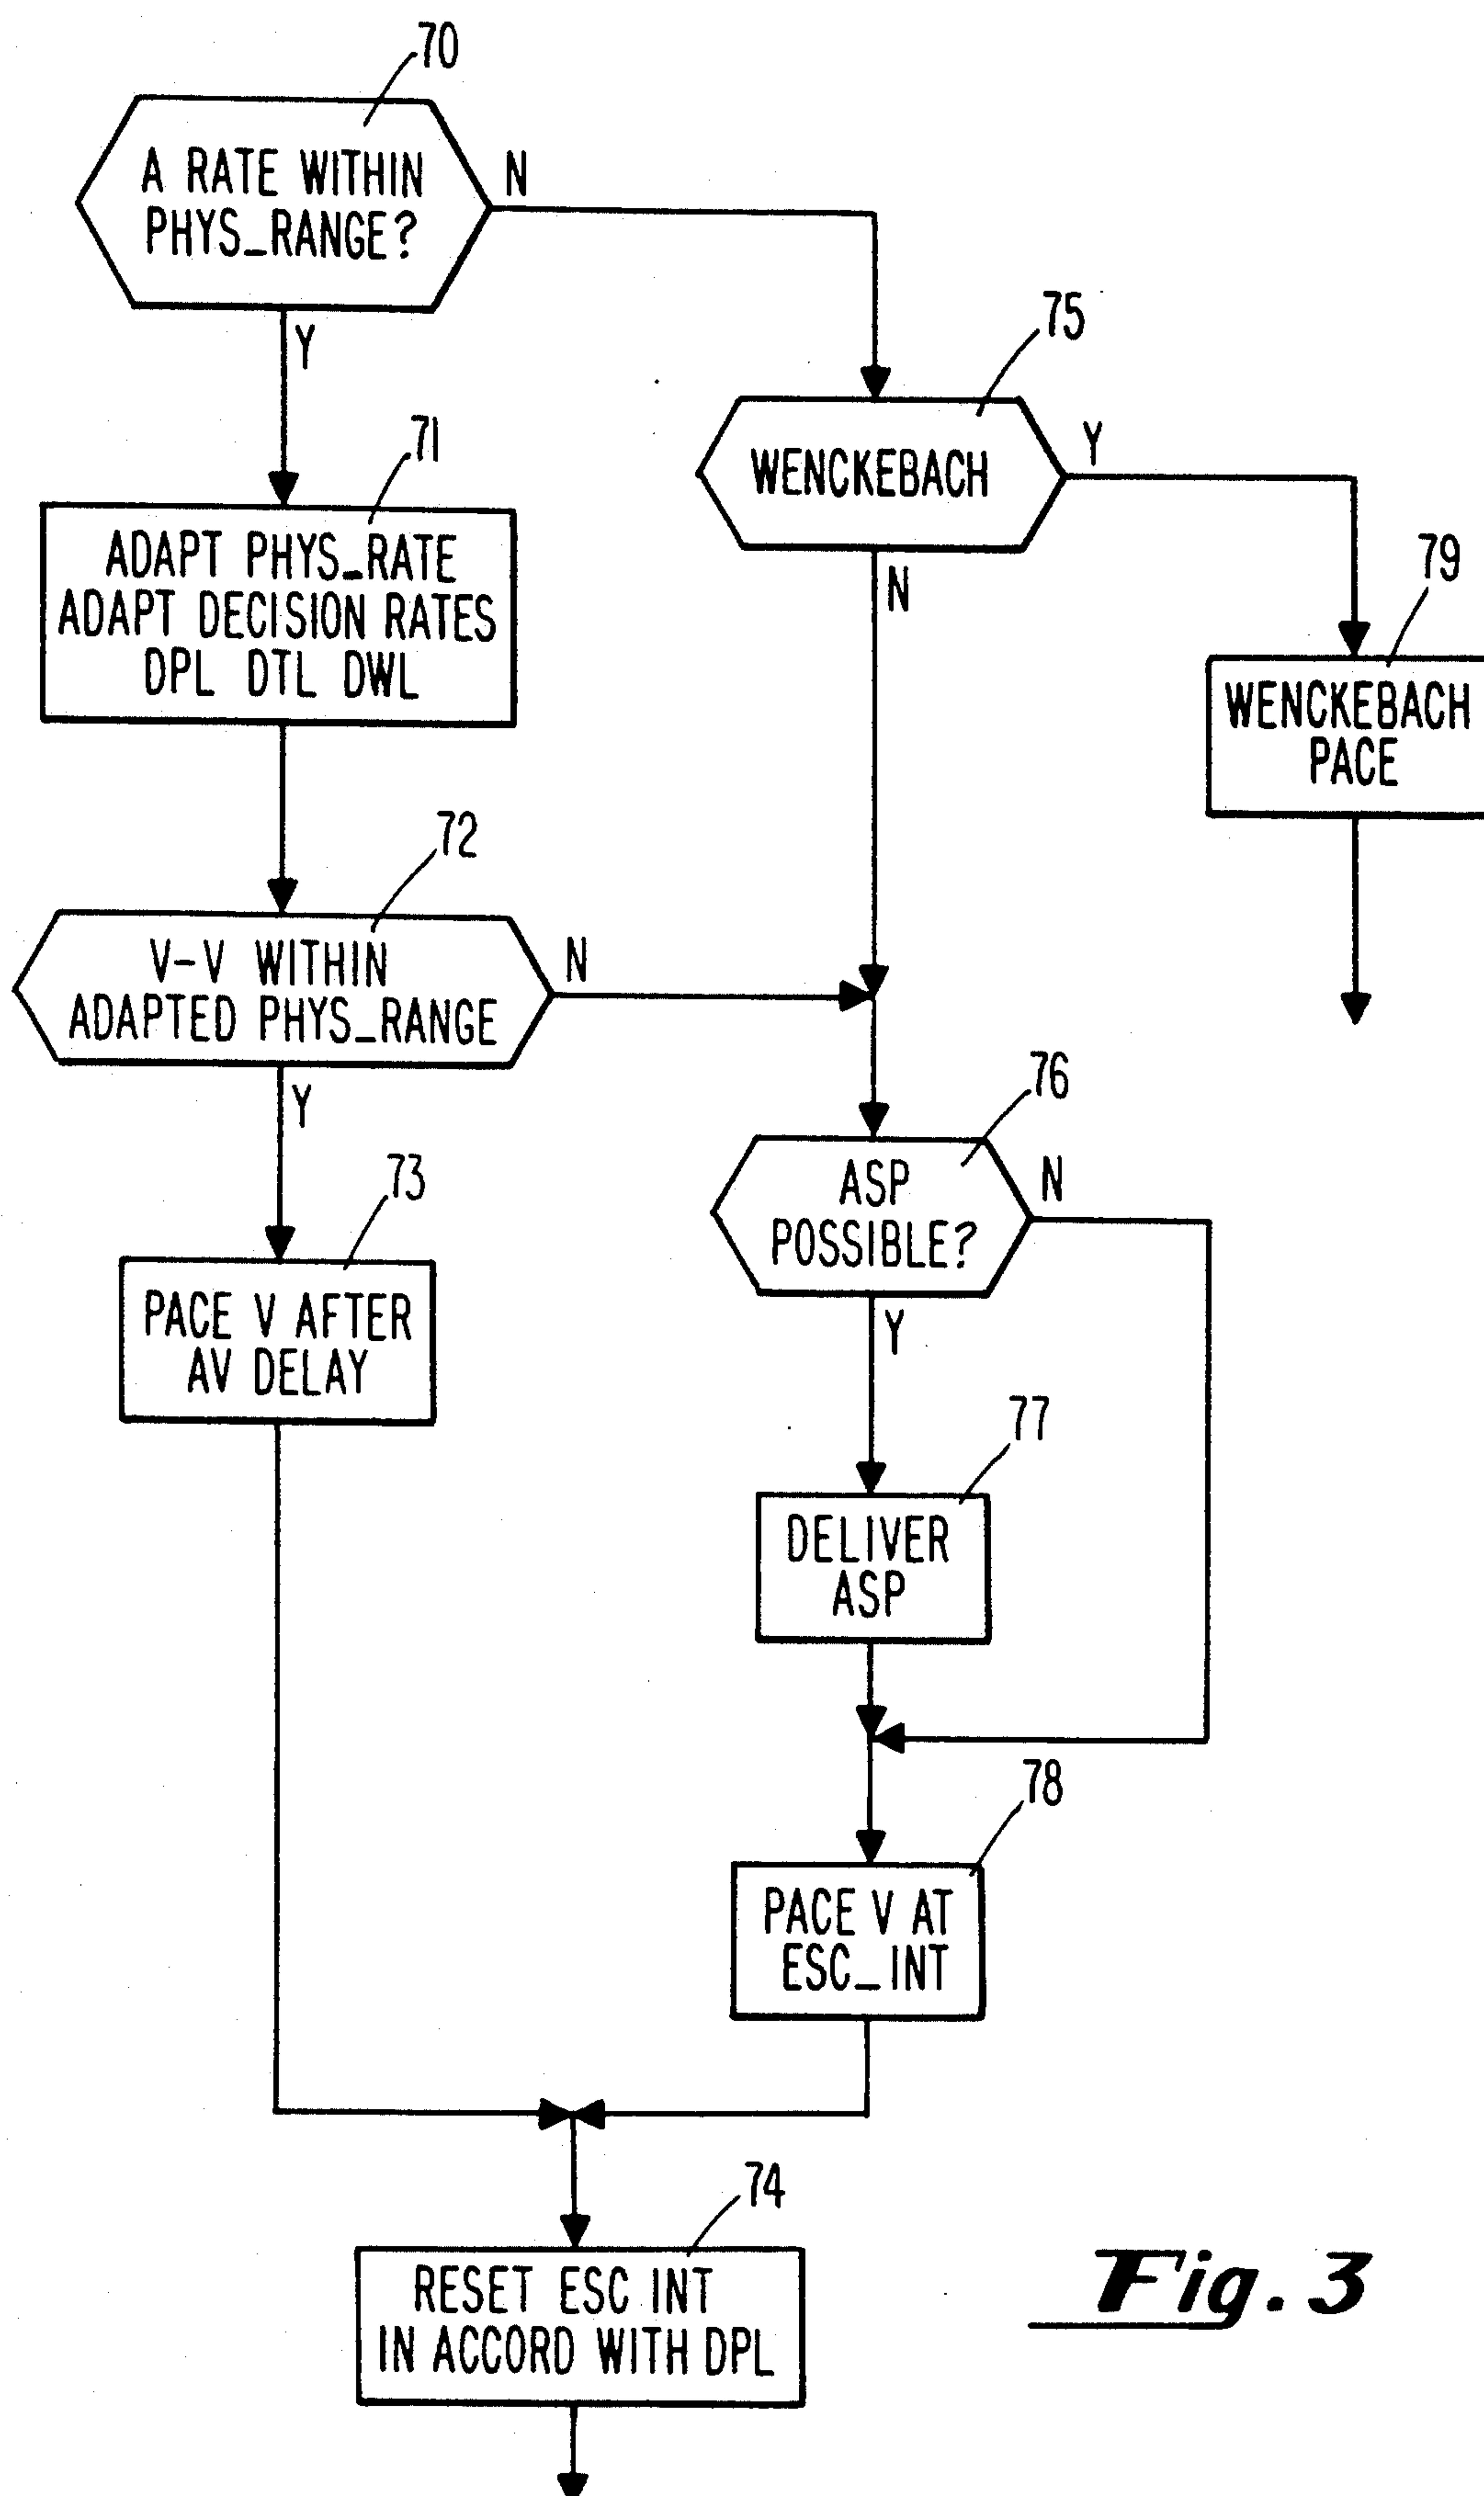 70
A RATE WITHIN
PHYS_RANGE?
N
Y
75
WENCKEBACH
Y
N
71
ADAPT PHYS_RATE
ADAPT DECISION RATES
DPL DTL DWL
79
WENCKEBACH
PACE
72
V-V WITHIN
ADAPTED PHYS_RANGE
N
Y
76
ASP
POSSIBLE?
N
Y
73
PACE V AFTER
AV DELAY
77
DELIVER
ASP
78
PACE V AT
ESC_INT
74
RESET ESC INT
IN ACCORD WITH DPL
Fig. 3